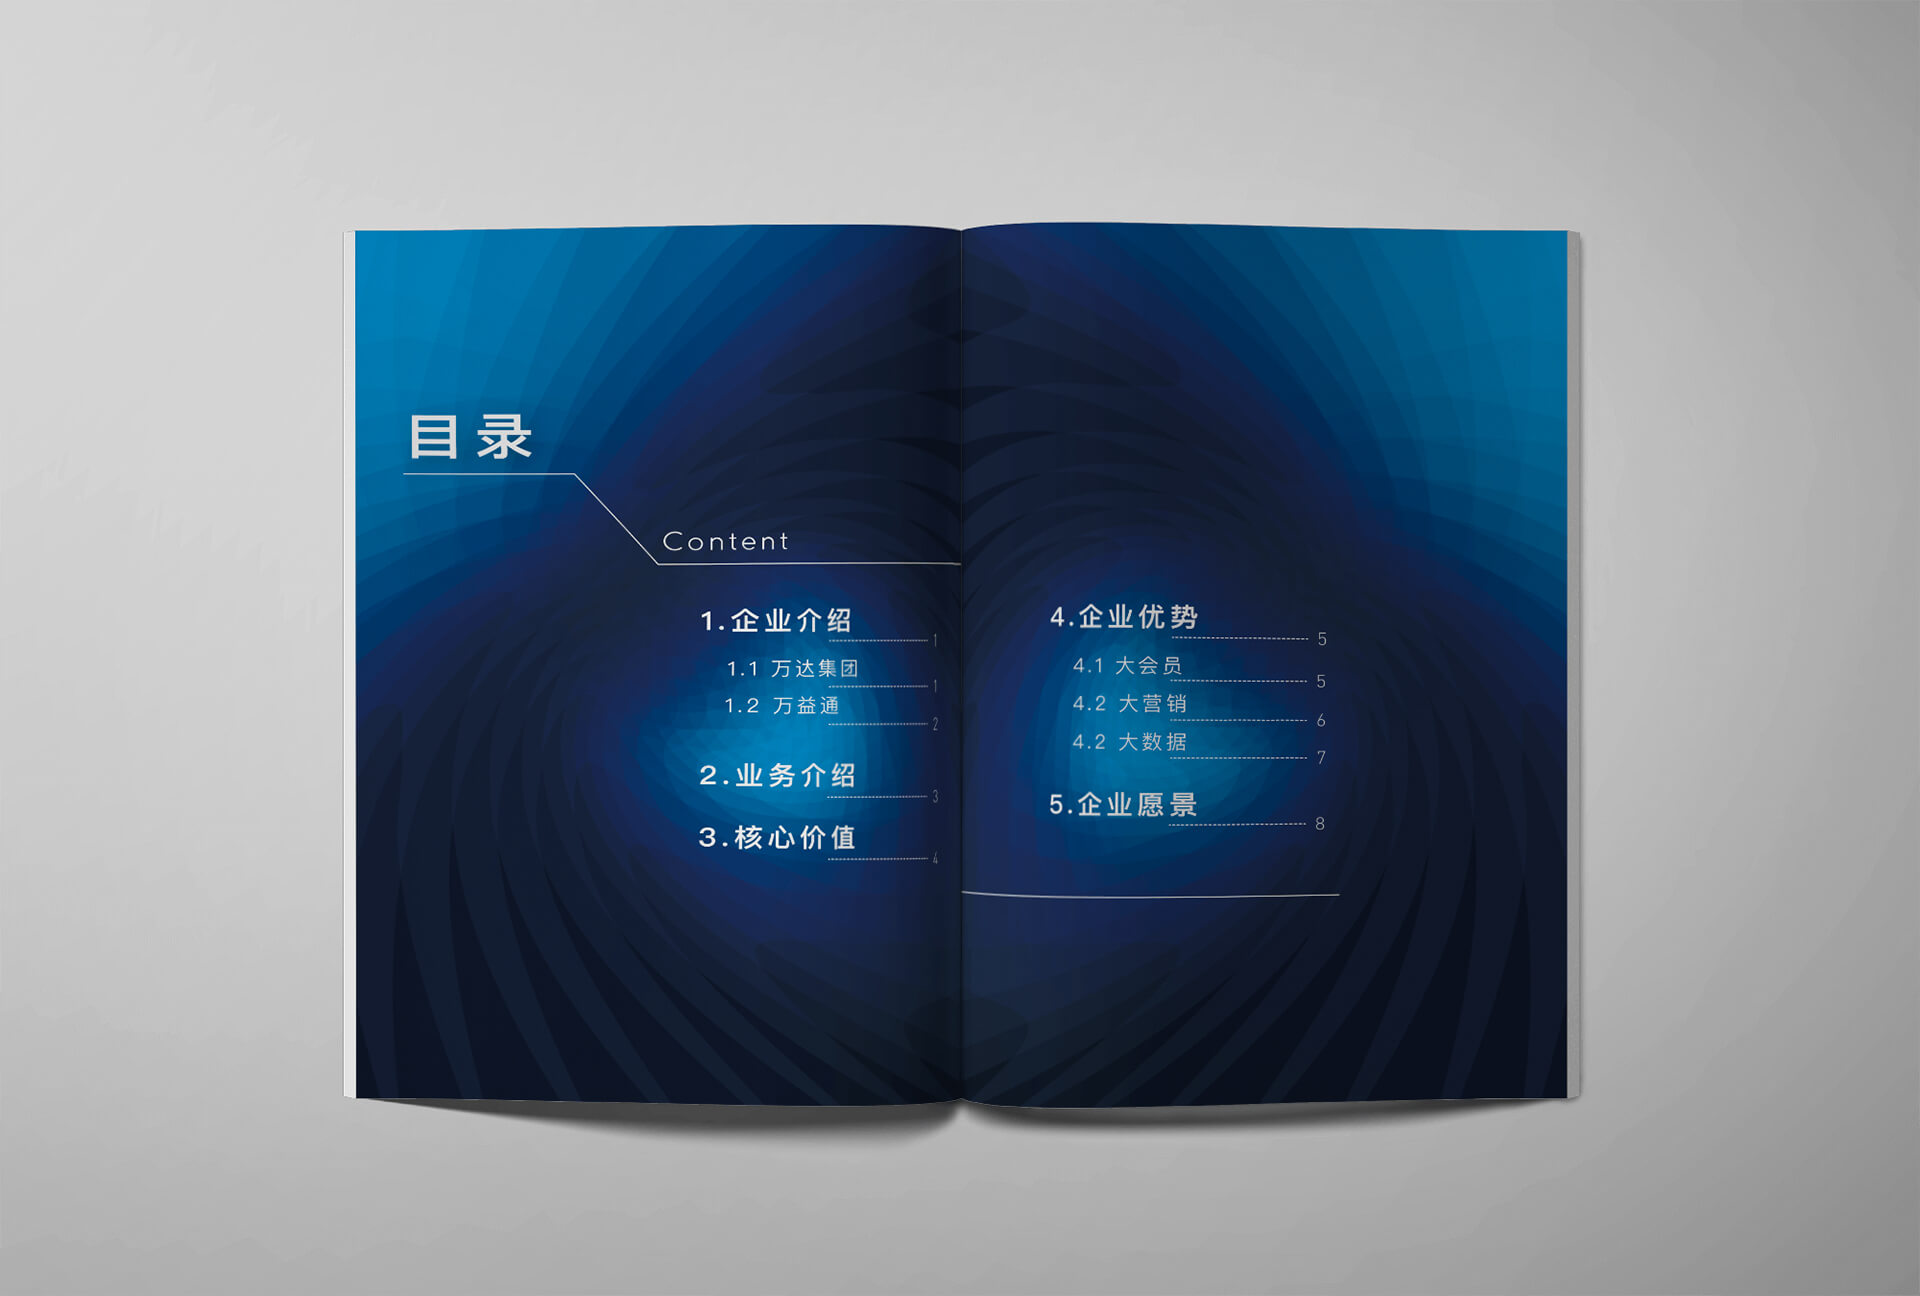 目录
Content
1.企业介绍 1
1.1 万达集团 1
1.2 万益通 2
2.业务介绍 3
3.核心价值 4
4.企业优势 5
4.1 大会员 5
4.2 大营销 6
4.2 大数据 7
5.企业愿景 8